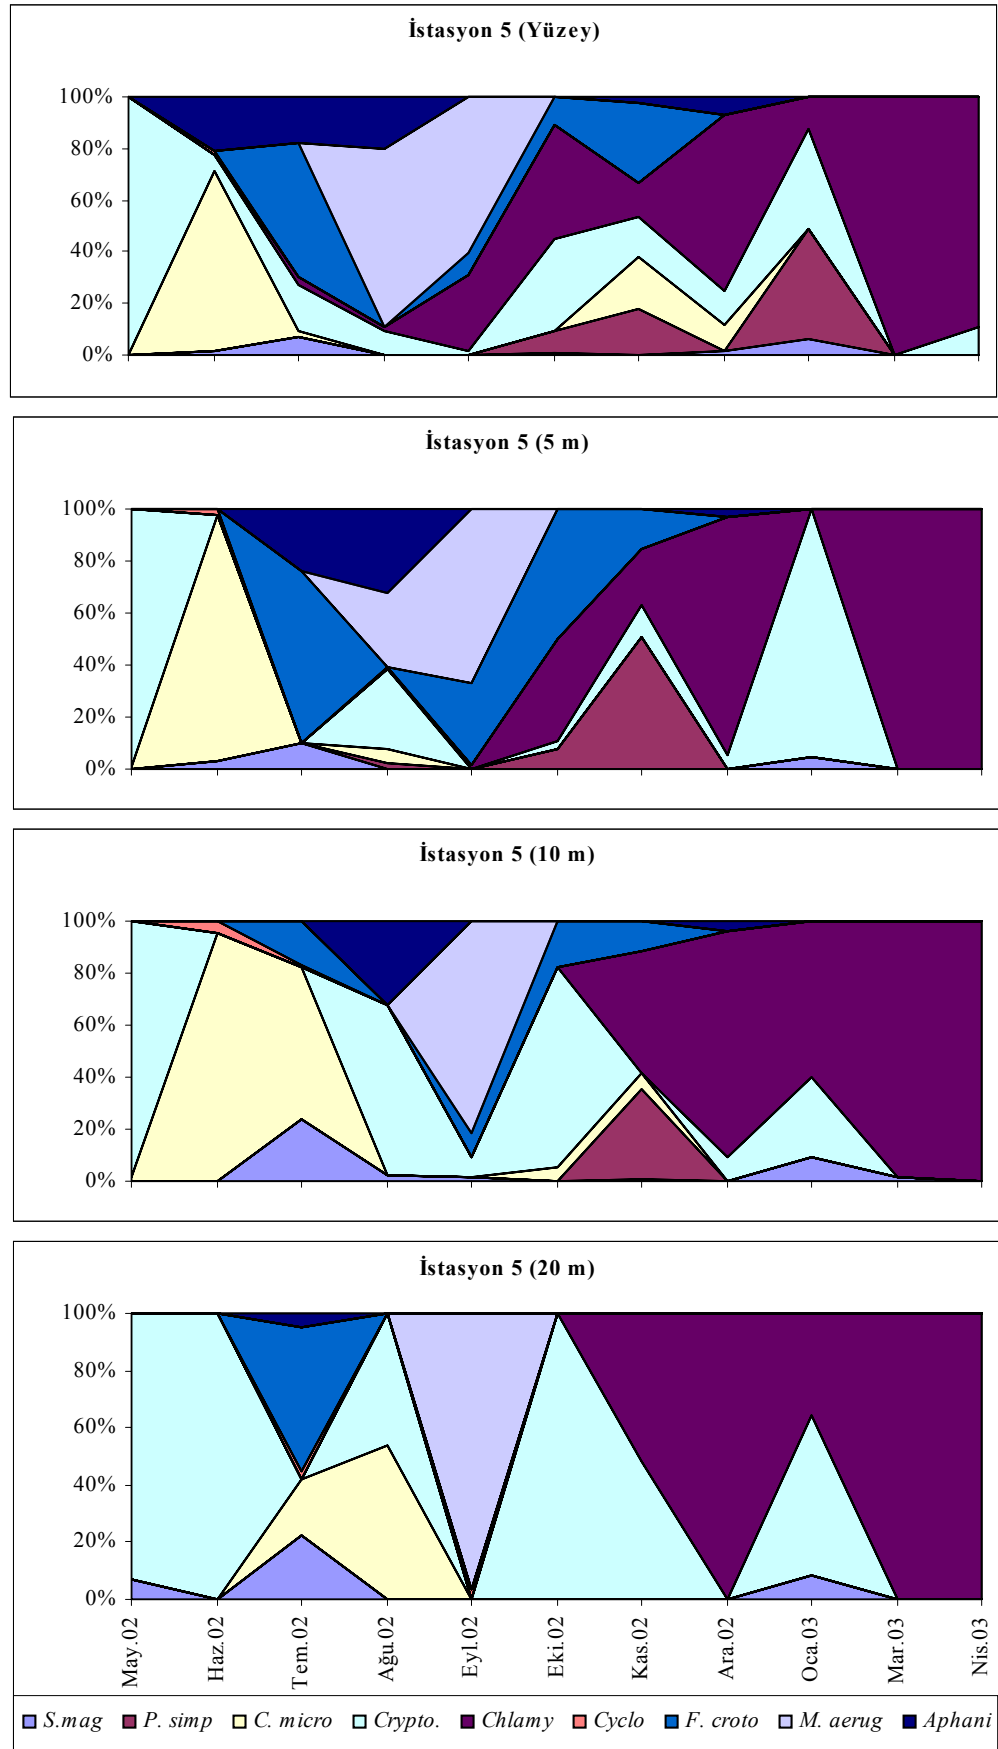 İstasyon 5 (Yüzey)
100%
80%
60%
40%
20%
0%
İstasyon 5 (5 m)
100%
80%
60%
40%
20%
0%
İstasyon 5 (10 m)
100%
80%
60%
40%
20%
0%
İstasyon 5 (20 m)
100%
80%
60%
40%
20%
0%
May.02
Haz.02
Tem.02
Ağu.02
Eyl.02
Eki.02
Kas.02
Ara.02
Oca.03
Mar.03
Nis.03
S.mag P. simp C. micro Crypto. Chlamy Cyclo F. croto M. aerug Aphani